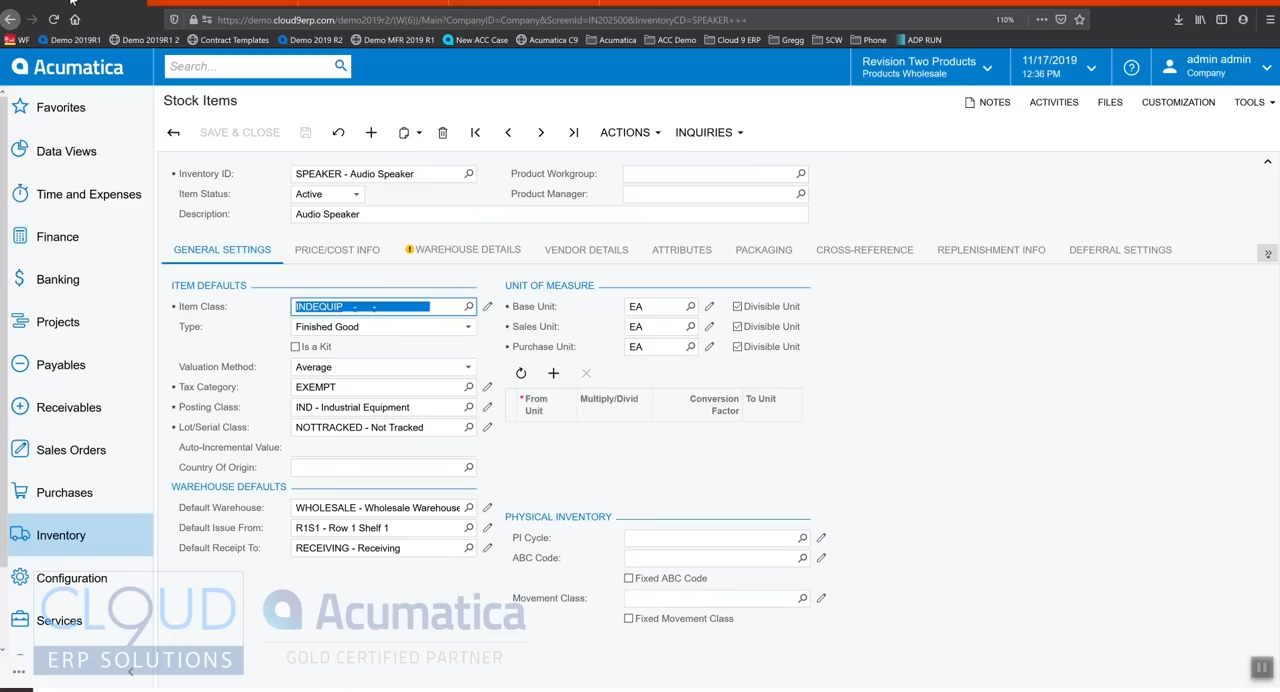 https://demo.cloud9erp.com/demo2019r2/(W(6))/Main?CompanyID=Company&ScreenId=IN202500&InventoryCD=SPEAKER+++
110%
WF Demo 2019R1 Demo 2019R1 2 Contract Templates Demo 2019 R2 Demo MFR 2019 R1 New ACC Case Acumatica C9 Acumatica ACC Demo Cloud 9 ERP Gregg SCW Phone ADP RUN
Acumatica
Search...
Revision Two Products
Products Wholesale
11/17/2019
12:36 PM
admin admin
Company
Favorites
Data Views
Time and Expenses
Finance
Banking
Projects
Payables
Receivables
Sales Orders
Purchases
Inventory
Configuration
Services
Stock Items
NOTES ACTIVITIES FILES CUSTOMIZATION TOOLS
SAVE & CLOSE ACTIONS INQUIRIES
Inventory ID: SPEAKER - Audio Speaker
Item Status: Active
Description: Audio Speaker
Product Workgroup:
Product Manager:
GENERAL SETTINGS PRICE/COST INFO WAREHOUSE DETAILS VENDOR DETAILS ATTRIBUTES PACKAGING CROSS-REFERENCE REPLENISHMENT INFO DEFERRAL SETTINGS
ITEM DEFAULTS
Item Class: INDEQUIP - -
Type: Finished Good
Is a Kit
Valuation Method: Average
Tax Category: EXEMPT
Posting Class: IND - Industrial Equipment
Lot/Serial Class: NOTTRACKED - Not Tracked
Auto-Incremental Value:
Country Of Origin:
WAREHOUSE DEFAULTS
Default Warehouse: WHOLESALE - Wholesale Warehouse
Default Issue From: R1S1 - Row 1 Shelf 1
Default Receipt To: RECEIVING - Receiving
UNIT OF MEASURE
Base Unit: EA Divisible Unit
Sales Unit: EA Divisible Unit
Purchase Unit: EA Divisible Unit
From Unit Multiply/Divid Conversion Factor To Unit
PHYSICAL INVENTORY
PI Cycle:
ABC Code:
Fixed ABC Code
Movement Class:
Fixed Movement Class
CLOUD 9
ERP SOLUTIONS
Acumatica
GOLD CERTIFIED PARTNER